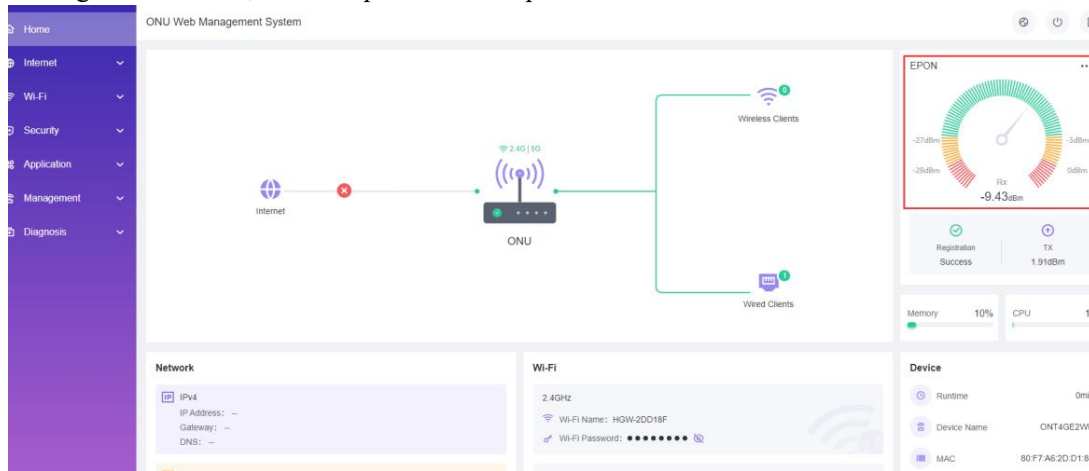 Home
ONU Web Management System
Internet
Wi-Fi
Security
Application
Management
Diagnosis
Internet
2.4G | 5G
ONU
0
Wireless Clients
1
Wired Clients
EPON
-27dBm
-3dBm
-28dBm
0dBm
Rx
-9.43dBm
Registration
Success
TX
1.91dBm
Memory 10%
CPU
Network
IP IPv4
IP Address: --
Gateway: --
DNS: --
Wi-Fi
2.4GHz
Wi-Fi Name: HGW-2DD18F
Wi-Fi Password: ●●●●●●●●
Device
Runtime
Device Name
MAC